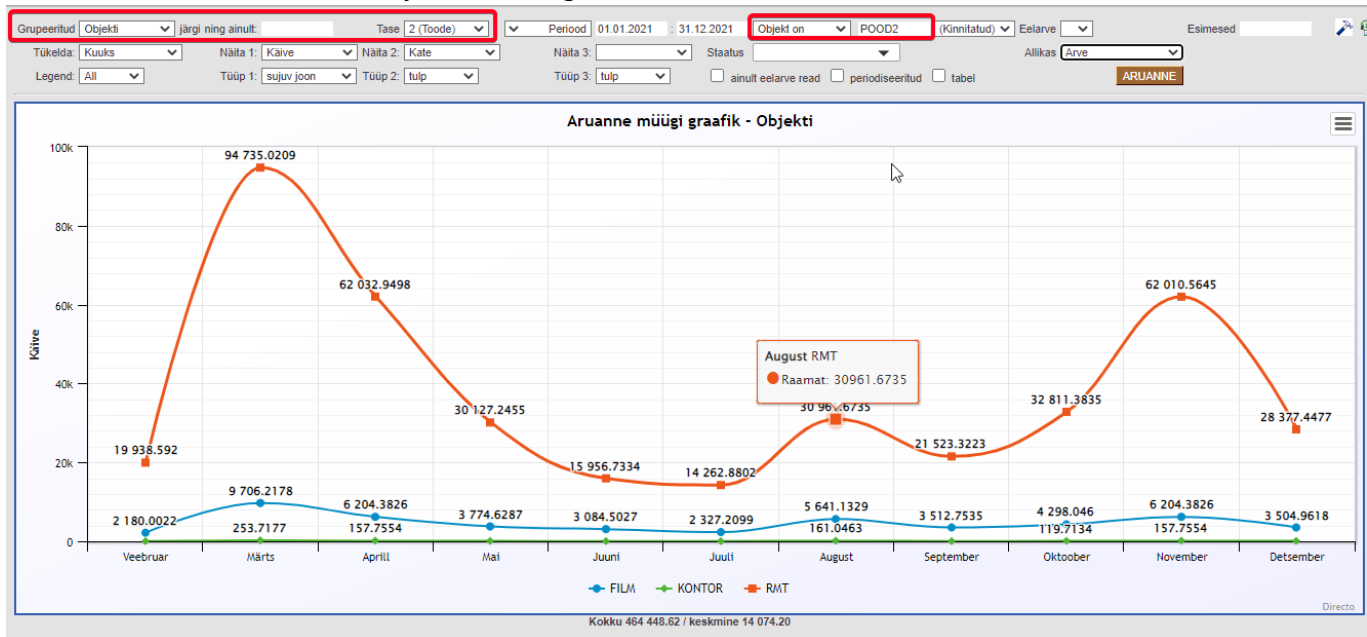 Grupeeritud Objekti järgi ning ainult: Tase 2 (Toode) Periood 01.01.2021 : 31.12.2021 Objekt on POOD2 (Kinnitatud) Eelarve Esimesed
Tükelda: Kuuks Näita 1: Käive Näita 2: Kate Näita 3: Staatus Allikas Arve
Legend: All Tüüp 1: sujuv joon Tüüp 2: tulp Tüüp 3: tulp ainult eelarve read periodiseeritud tabel ARUANNE
Aruanne müügi graafik - Objekti
Käive
100k
80k
60k
40k
20k
0
94 735.0209
62 032.9498
62 010.5645
August RMT
Raamat: 30961.6735
30 127.2455
32 811.3835
28 377.4477
19 938.592
15 956.7334
14 262.8802
21 523.3223
2 180.0022
9 706.2178
6 204.3826
3 774.6287
3 084.5027
2 327.2099
5 641.1329
3 512.7535
4 298.046
6 204.3826
3 504.9618
253.7177
157.7554
161.0463
119.7134
157.7554
Veebruar Märts Aprill Mai Juuni Juuli August September Oktoober November Detsember
FILM KONTOR RMT
Directo
Kokku 464 448.62 / keskmine 14 074.20